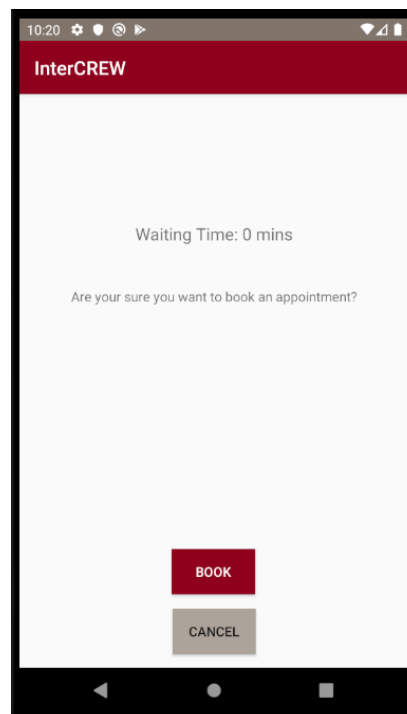 10:20
InterCREW
Waiting Time: 0 mins
Are your sure you want to book an appointment?
BOOK
CANCEL